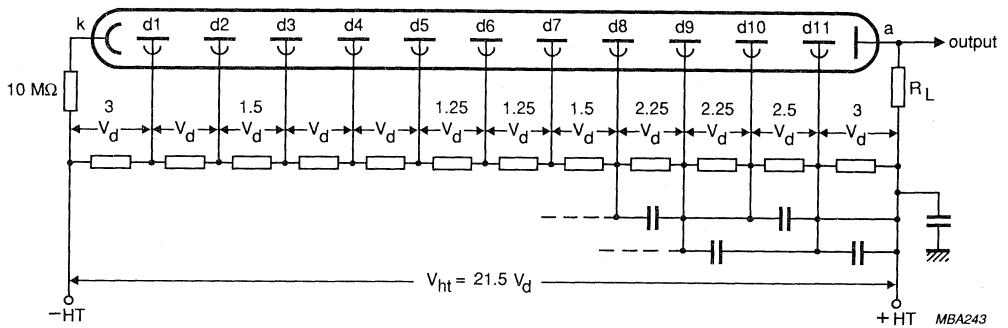 k d1 d2 d3 d4 d5 d6 d7 d8 d9 d10 d11 a
output
10 MΩ
R_L
3 1.5 1.25 1.25 1.5 2.25 2.25 2.5 3
V_d V_d V_d V_d V_d V_d V_d V_d V_d V_d V_d V_d
V_ht = 21.5 V_d
−HT
+HT
MBA243